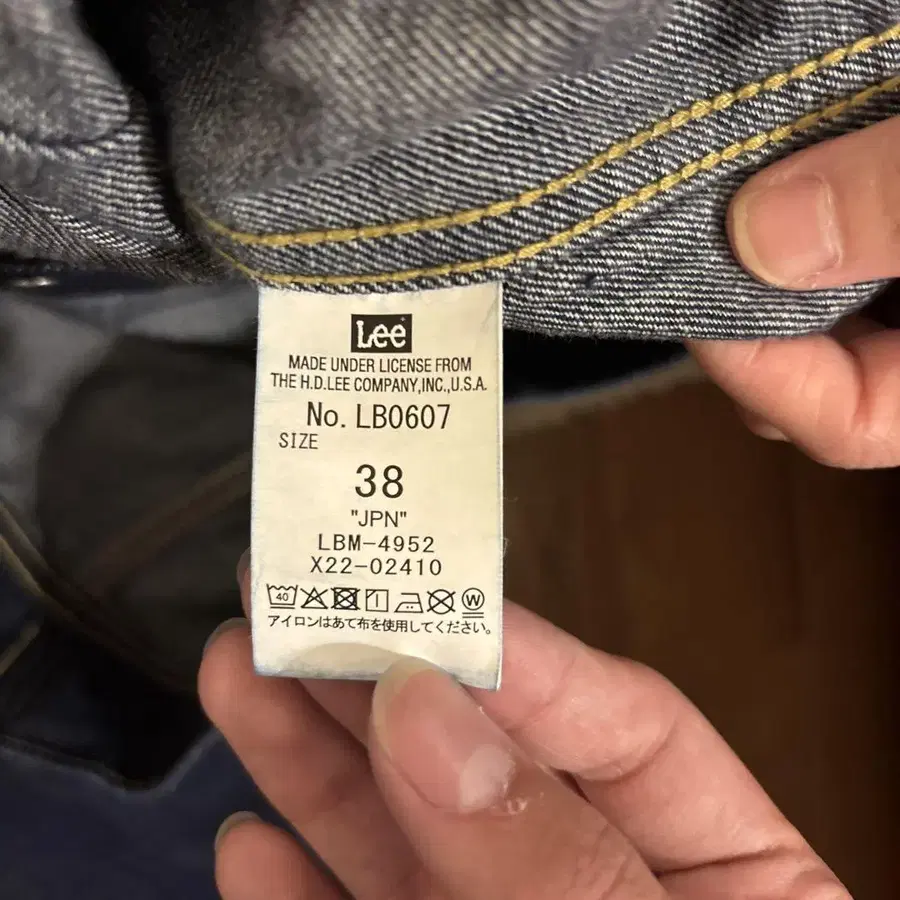 Lee
MADE UNDER LICENSE FROM
THE H.D.LEE COMPANY,INC.,U.S.A.
No. LB0607
SIZE
38
"JPN"
LBM-4952
X22-02410
40 W
アイロンはあて布を使用してください。